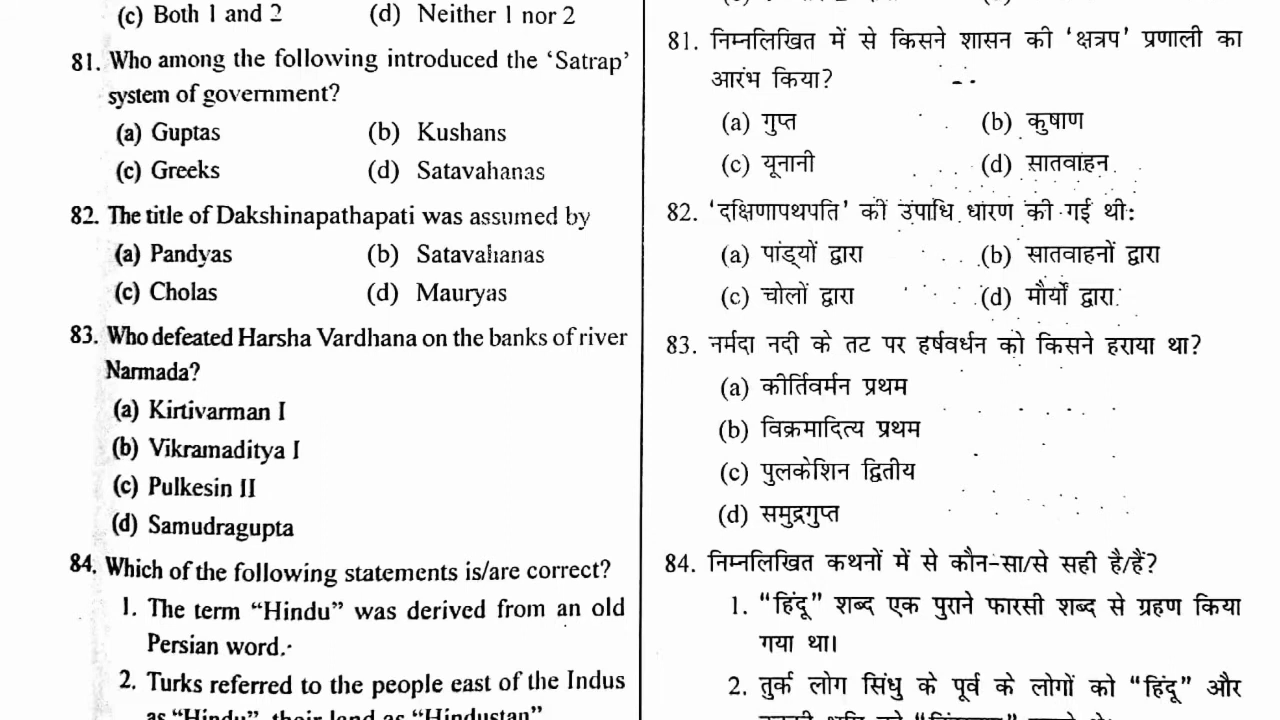 (c) Both 1 and 2 (d) Neither 1 nor 2
81. Who among the following introduced the ‘Satrap’
system of government?
(a) Guptas (b) Kushans
(c) Greeks (d) Satavahanas
82. The title of Dakshinapathapati was assumed by
(a) Pandyas (b) Satavahanas
(c) Cholas (d) Mauryas
83. Who defeated Harsha Vardhana on the banks of river
Narmada?
(a) Kirtivarman I
(b) Vikramaditya I
(c) Pulkesin II
(d) Samudragupta
84. Which of the following statements is/are correct?
1. The term “Hindu” was derived from an old
Persian word.
2. Turks referred to the people east of the Indus
as “Hindu”, their land as “Hindustan”
81. निम्नलिखित में से किसने शासन की ‘क्षत्रप’ प्रणाली का
आरंभ किया?
(a) गुप्त (b) कुषाण
(c) यूनानी (d) सातवाहन
82. ‘दक्षिणापथपति’ की उपाधि धारण की गई थी:
(a) पांड्यों द्वारा (b) सातवाहनों द्वारा
(c) चोलों द्वारा (d) मौर्यों द्वारा
83. नर्मदा नदी के तट पर हर्षवर्धन को किसने हराया था?
(a) कीर्तिवर्मन प्रथम
(b) विक्रमादित्य प्रथम
(c) पुलकेशिन द्वितीय
(d) समुद्रगुप्त
84. निम्नलिखित कथनों में से कौन-सा/से सही है/हैं?
1. “हिंदू” शब्द एक पुराने फारसी शब्द से ग्रहण किया
गया था।
2. तुर्क लोग सिंधु के पूर्व के लोगों को “हिंदू” और